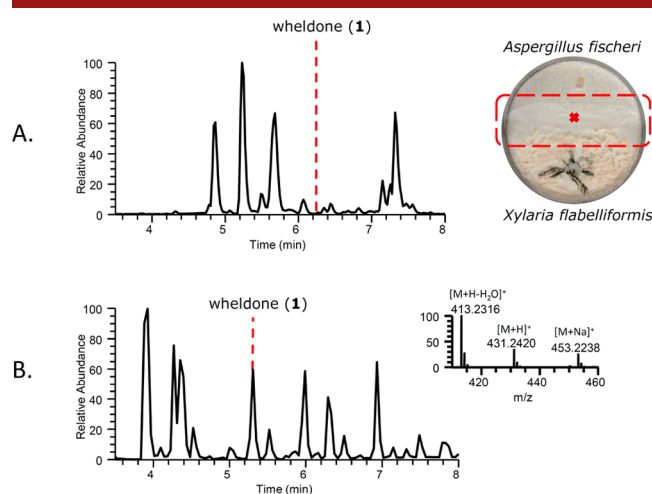 wheldone (1)
Aspergillus fischeri
A.
Relative Abundance
100
80
60
40
20
0
4 5 6 7 8
Time (min)
Xylaria flabelliformis
B.
wheldone (1)
Relative Abundance
100
80
60
40
20
0
4 5 6 7 8
Time (min)
[M+H-H₂O]⁺
413.2316
[M+H]⁺
431.2420
[M+Na]⁺
453.2238
100
50
0
420 440 460
m/z